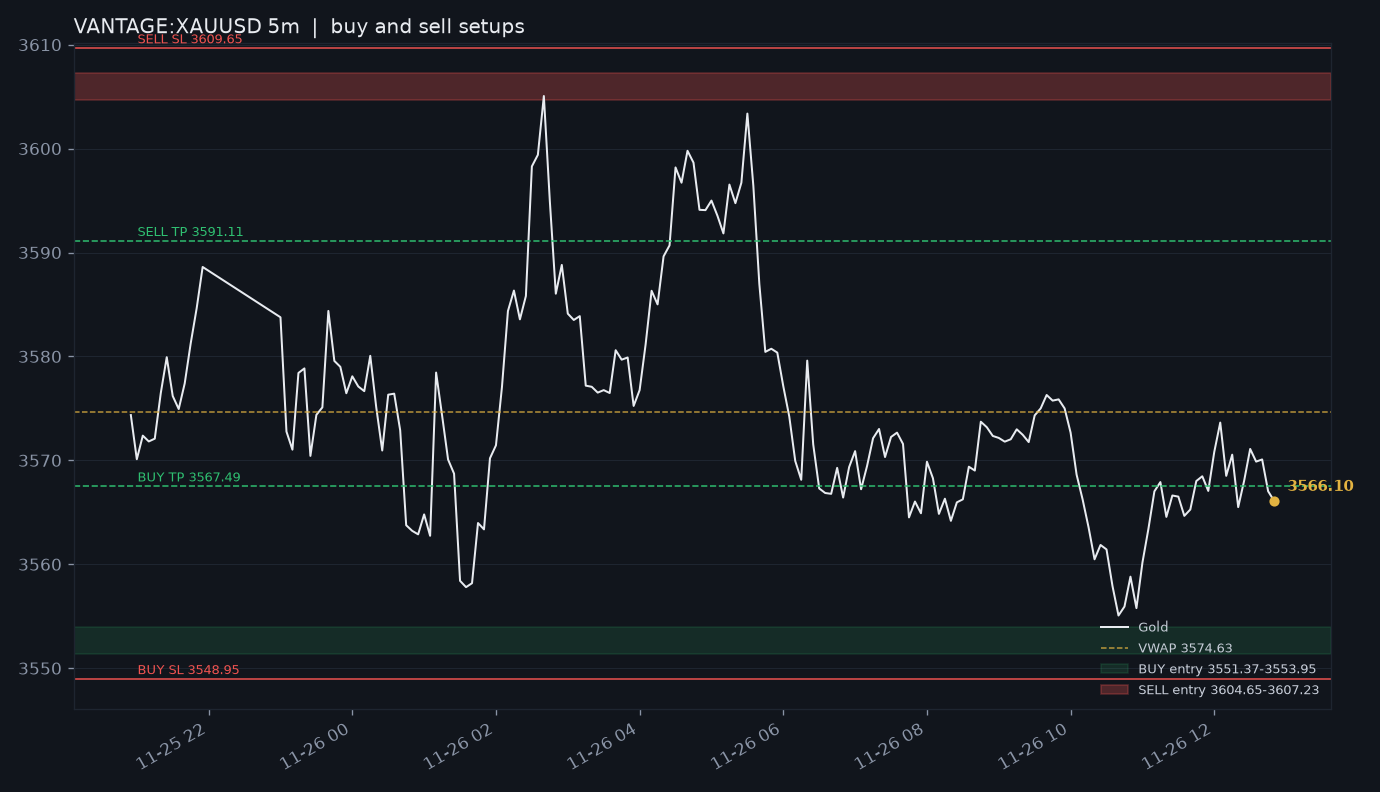 VANTAGE:XAUUSD 5m | buy and sell setups
SELL SL 3609.65
3610
3600
SELL TP 3591.11
3590
3580
3570
BUY TP 3567.49
3566.10
3560
3550
BUY SL 3548.95
Gold
VWAP 3574.63
BUY entry 3551.37-3553.95
SELL entry 3604.65-3607.23
11-25 22
11-26 00
11-26 02
11-26 04
11-26 06
11-26 08
11-26 10
11-26 12